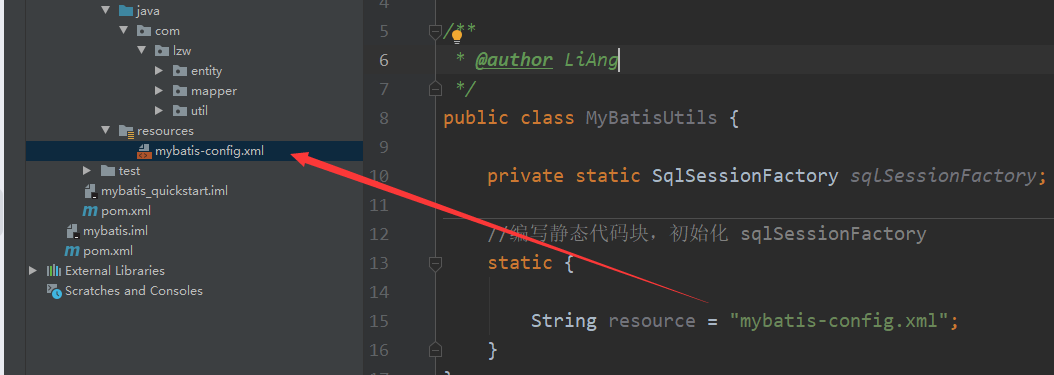 java
com
lzw
entity
mapper
util
resources
mybatis-config.xml
test
mybatis_quickstart.iml
pom.xml
mybatis.iml
pom.xml
External Libraries
Scratches and Consoles
4
5 /**
6 * @author LiAng
7 */
8 public class MyBatisUtils {
9
10 private static SqlSessionFactory sqlSessionFactory;
11
12 //编写静态代码块，初始化 sqlSessionFactory
13 static {
14
15 String resource = "mybatis-config.xml";
16 }
17 }